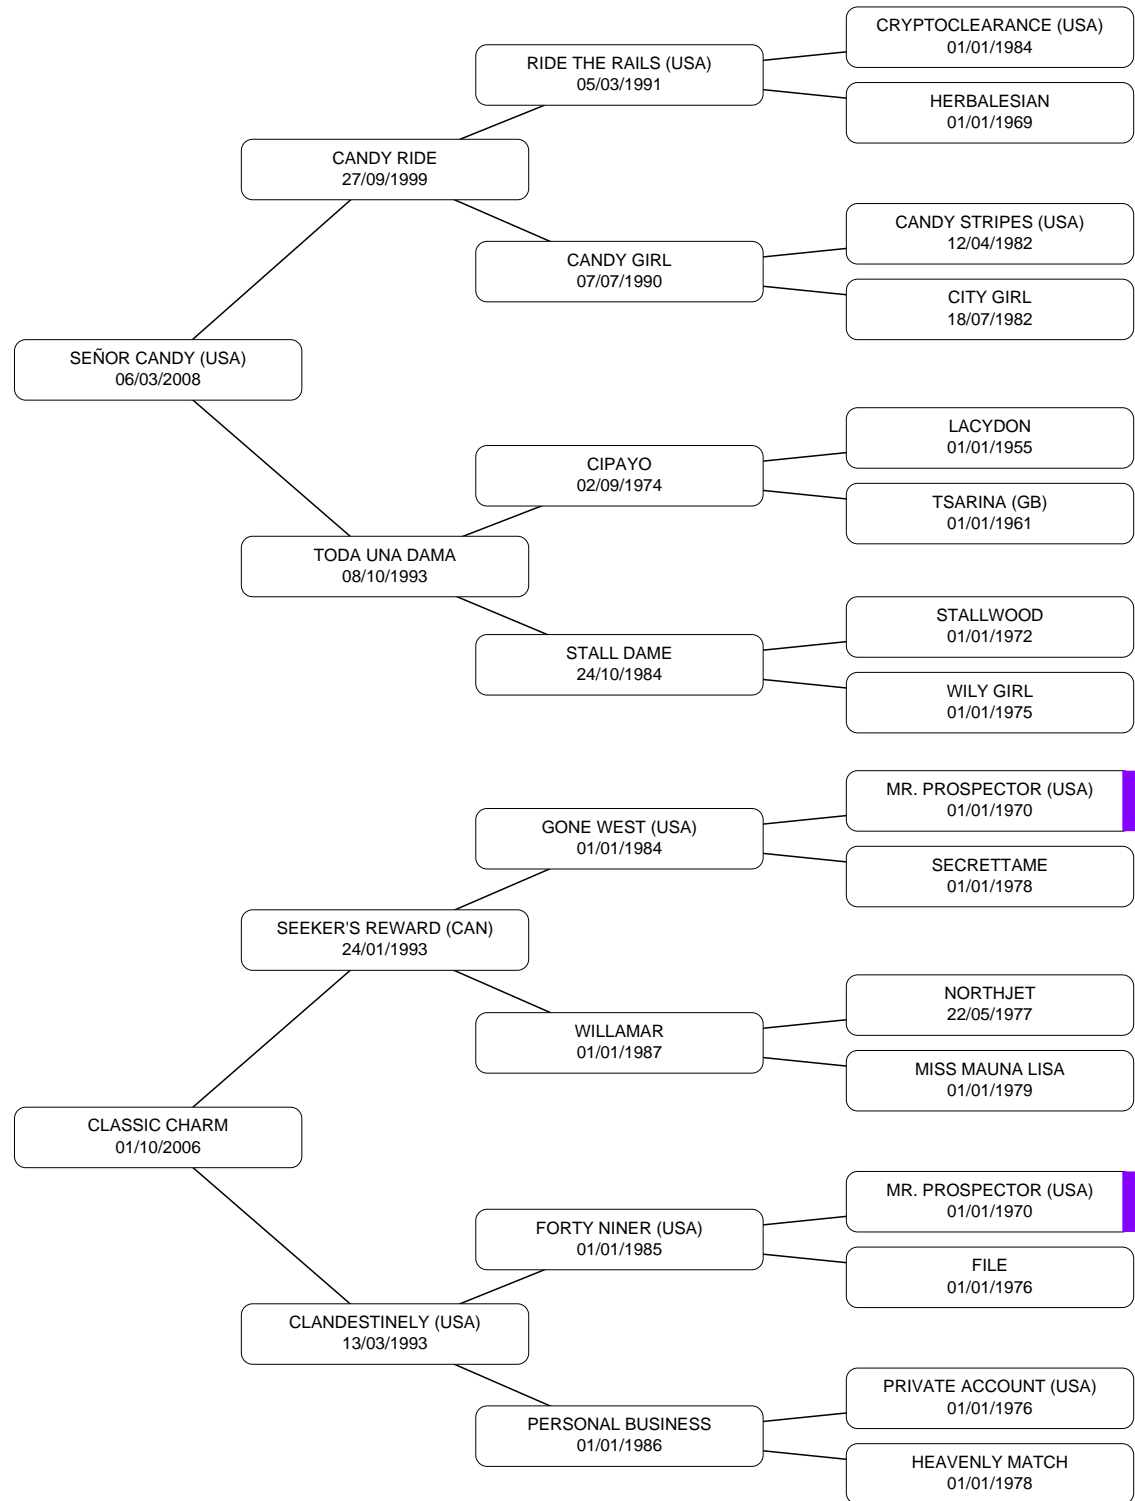 CRYPTOCLEARANCE (USA)
01/01/1984
RIDE THE RAILS (USA)
05/03/1991
HERBALESIAN
01/01/1969
CANDY RIDE
27/09/1999
CANDY STRIPES (USA)
12/04/1982
CANDY GIRL
07/07/1990
CITY GIRL
18/07/1982
SEÑOR CANDY (USA)
06/03/2008
LACYDON
01/01/1955
CIPAYO
02/09/1974
TSARINA (GB)
01/01/1961
TODA UNA DAMA
08/10/1993
STALLWOOD
01/01/1972
STALL DAME
24/10/1984
WILY GIRL
01/01/1975
MR. PROSPECTOR (USA)
01/01/1970
GONE WEST (USA)
01/01/1984
SECRETTAME
01/01/1978
SEEKER'S REWARD (CAN)
24/01/1993
NORTHJET
22/05/1977
WILLAMAR
01/01/1987
MISS MAUNA LISA
01/01/1979
CLASSIC CHARM
01/10/2006
MR. PROSPECTOR (USA)
01/01/1970
FORTY NINER (USA)
01/01/1985
FILE
01/01/1976
CLANDESTINELY (USA)
13/03/1993
PRIVATE ACCOUNT (USA)
01/01/1976
PERSONAL BUSINESS
01/01/1986
HEAVENLY MATCH
01/01/1978